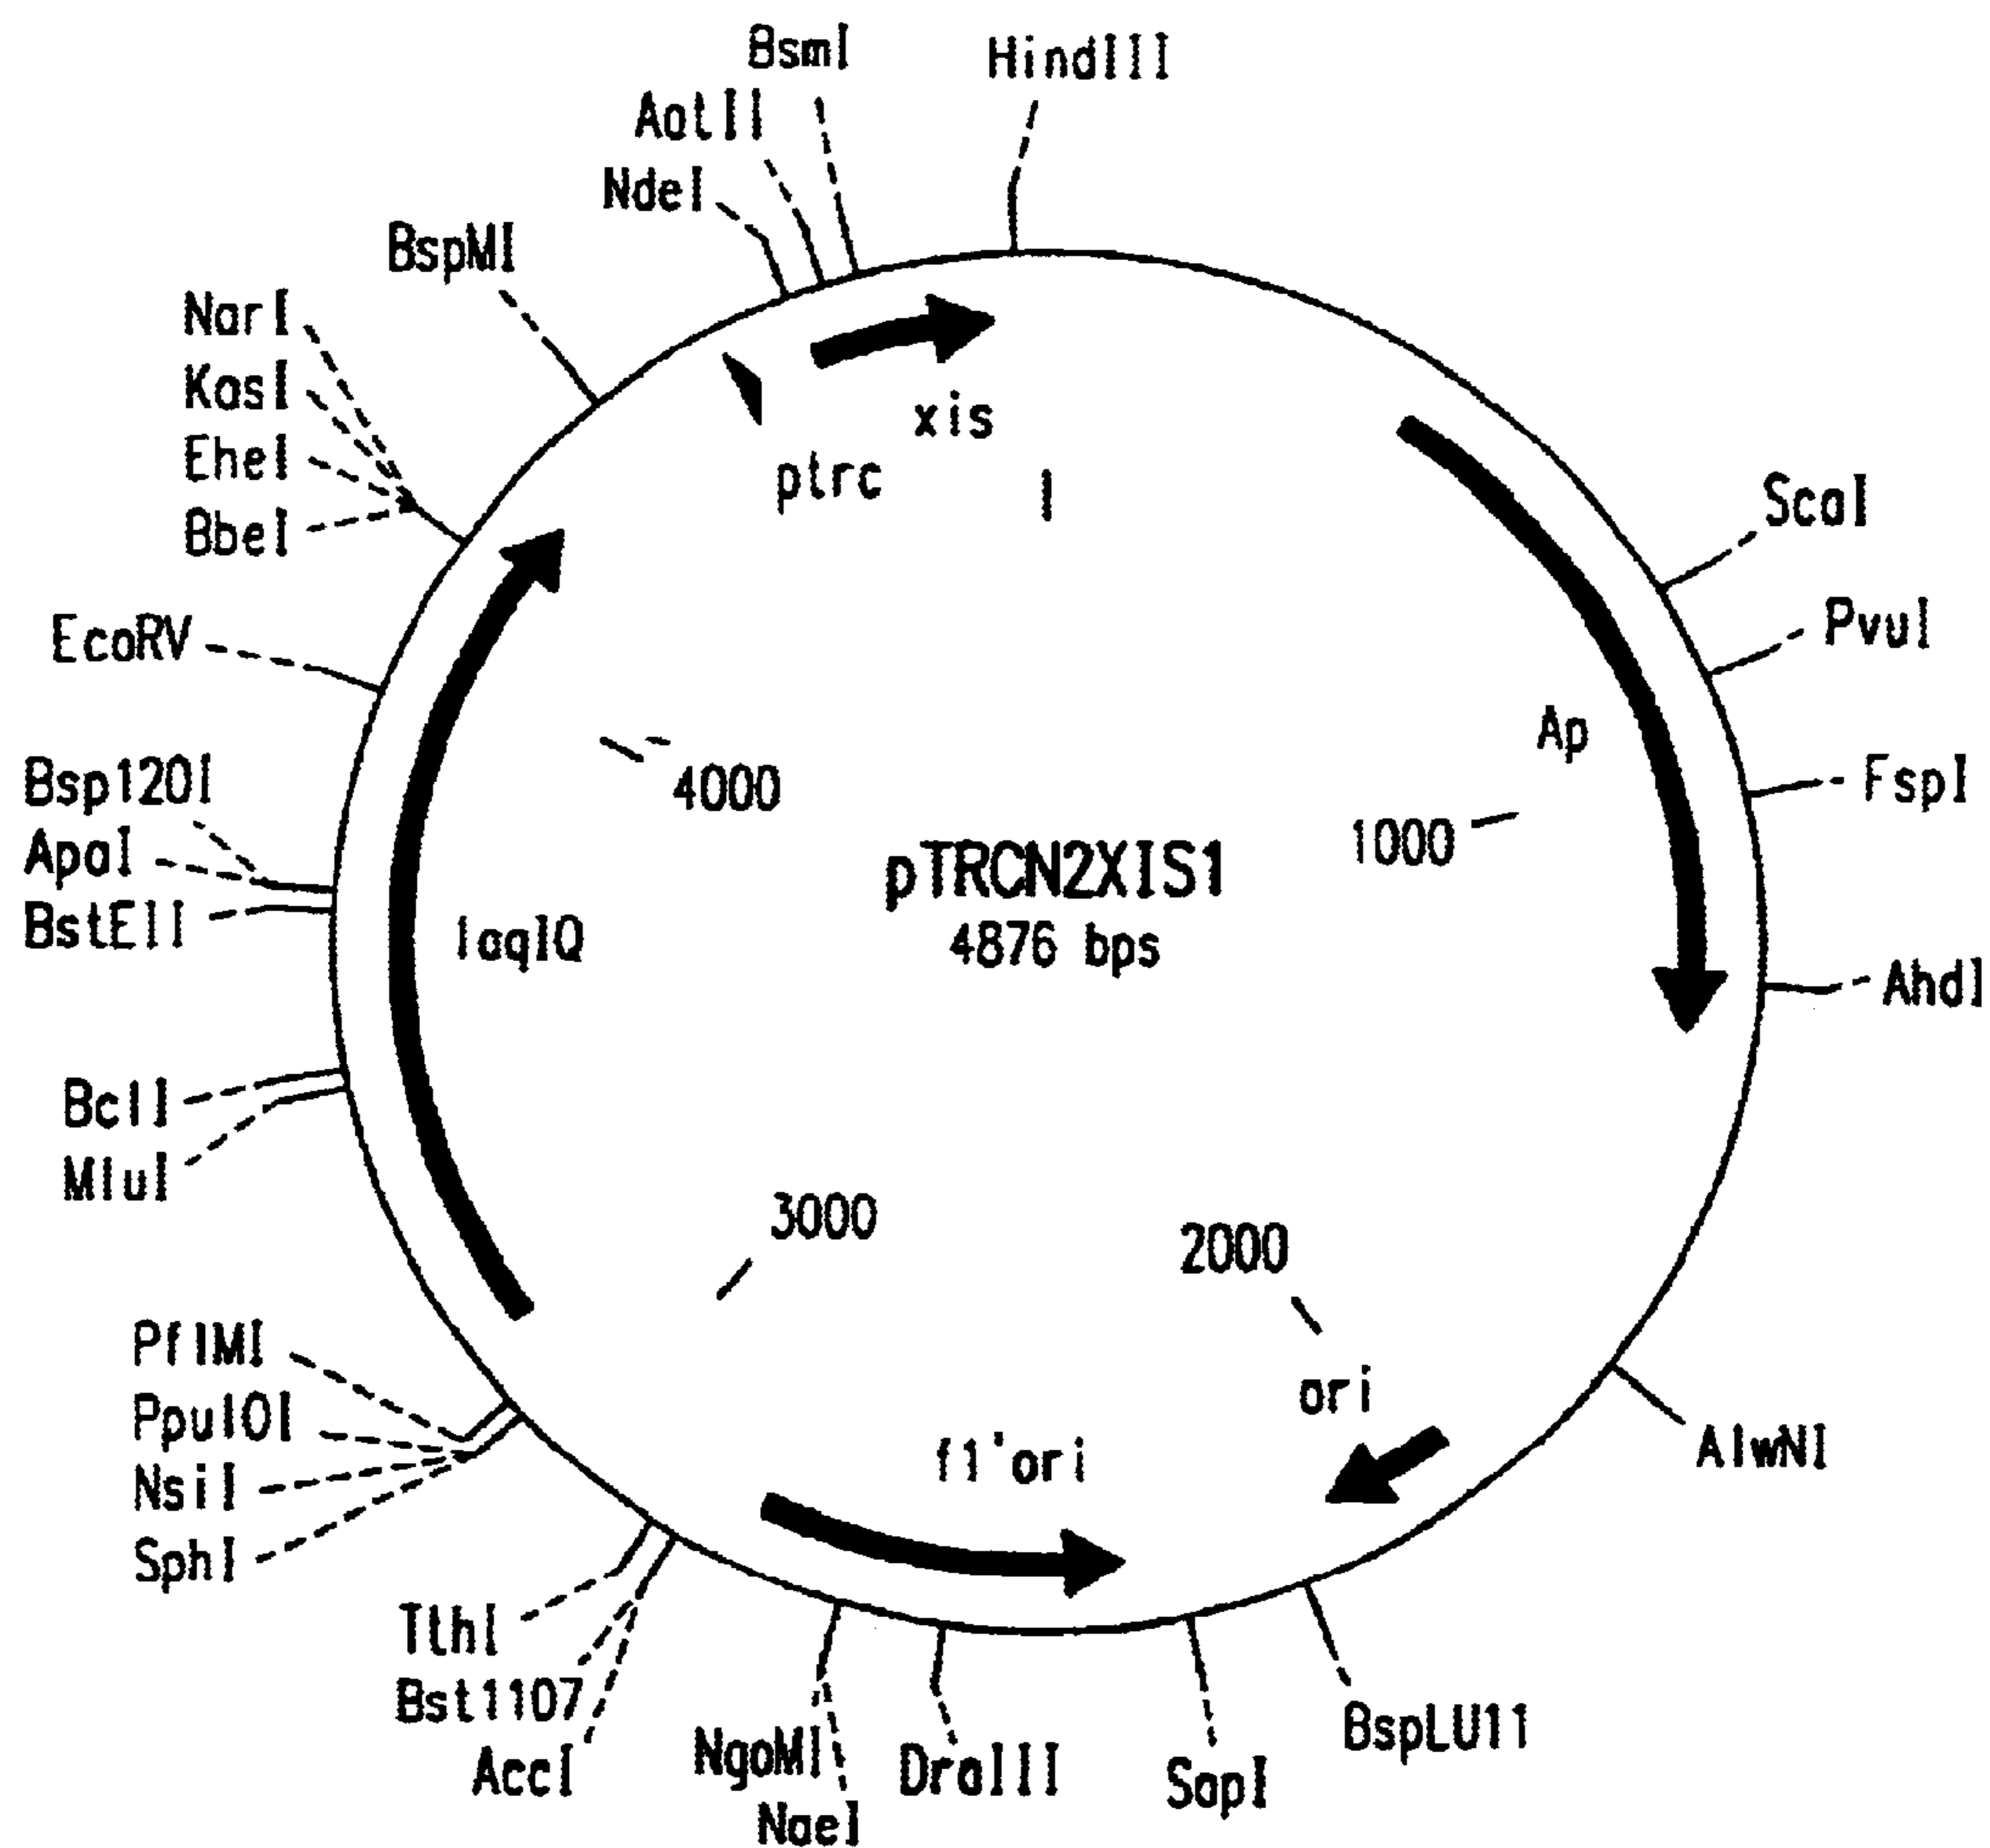 BsmI
HindIII
AatII
NdeI
BspMI
NarI
KasI
EheI
BbeI
xis
ptrc
1
ScaI
PvuI
EcoRV
Ap
FspI
Bsp120I
4000
1000
ApaI
pTRCN2XIS1
BstEII
laqIQ
4876 bps
AhdI
BclI
MluI
3000
2000
PflMI
Ppu10I
ori
NsiI
f1'ori
AlwNI
SphI
TthI
Bst1107
AccI
NgoMI
DraIII
SapI
BspLU11
NaeI